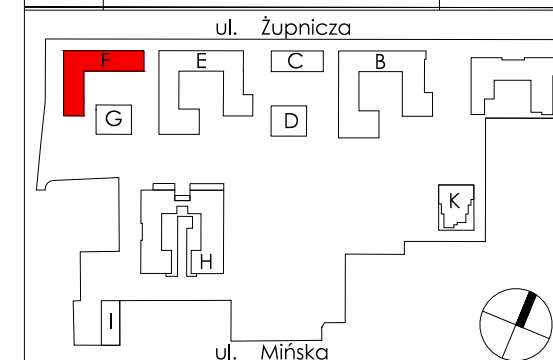 ul. Żupnicza
F E C B
G D
K
H
I
ul. Mińska